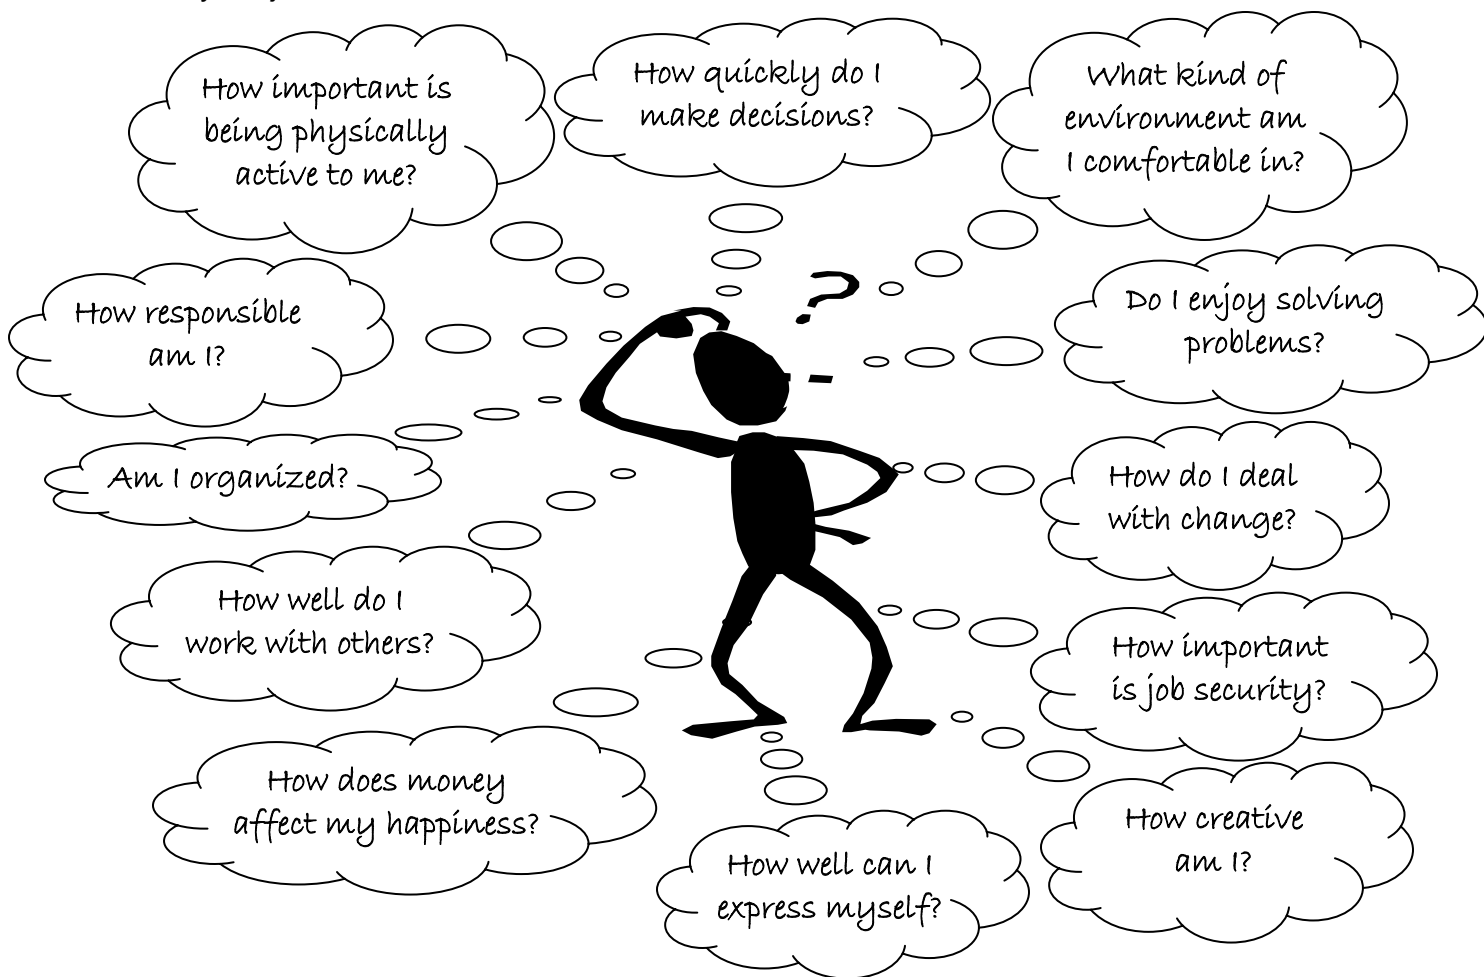 How important is
being physically
active to me?
How quickly do I
make decisions?
What kind of
environment am
I comfortable in?
How responsible
am I?
?
Do I enjoy solving
problems?
Am I organized?
How do I deal
with change?
How well do I
work with others?
How important
is job security?
How does money
affect my happiness?
How creative
am I?
How well can I
express myself?